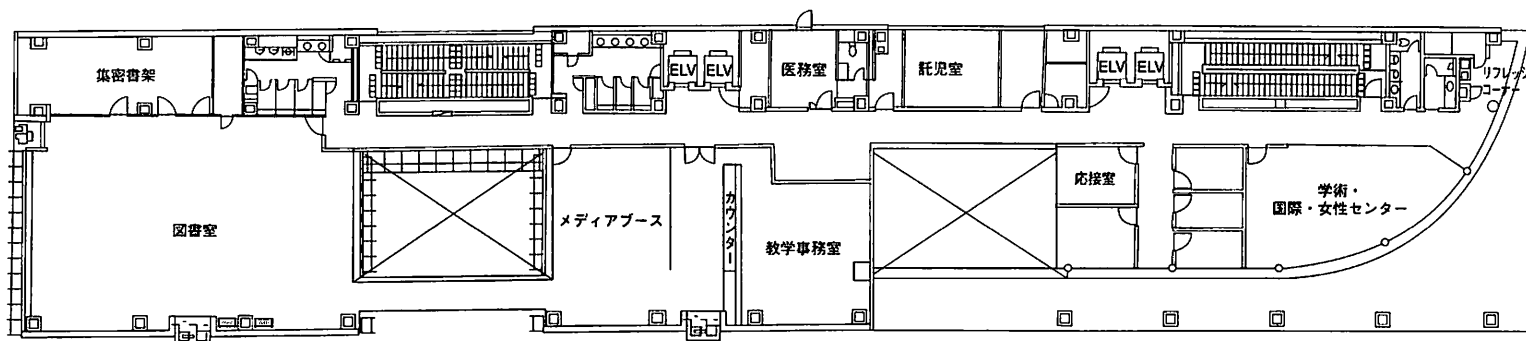 集密書架
ELV
ELV
医務室
託児室
ELV
ELV
リフレッシ
コーナー
図書室
メディアブース
カウンター
教学事務室
応接室
学術・
国際・女性センター